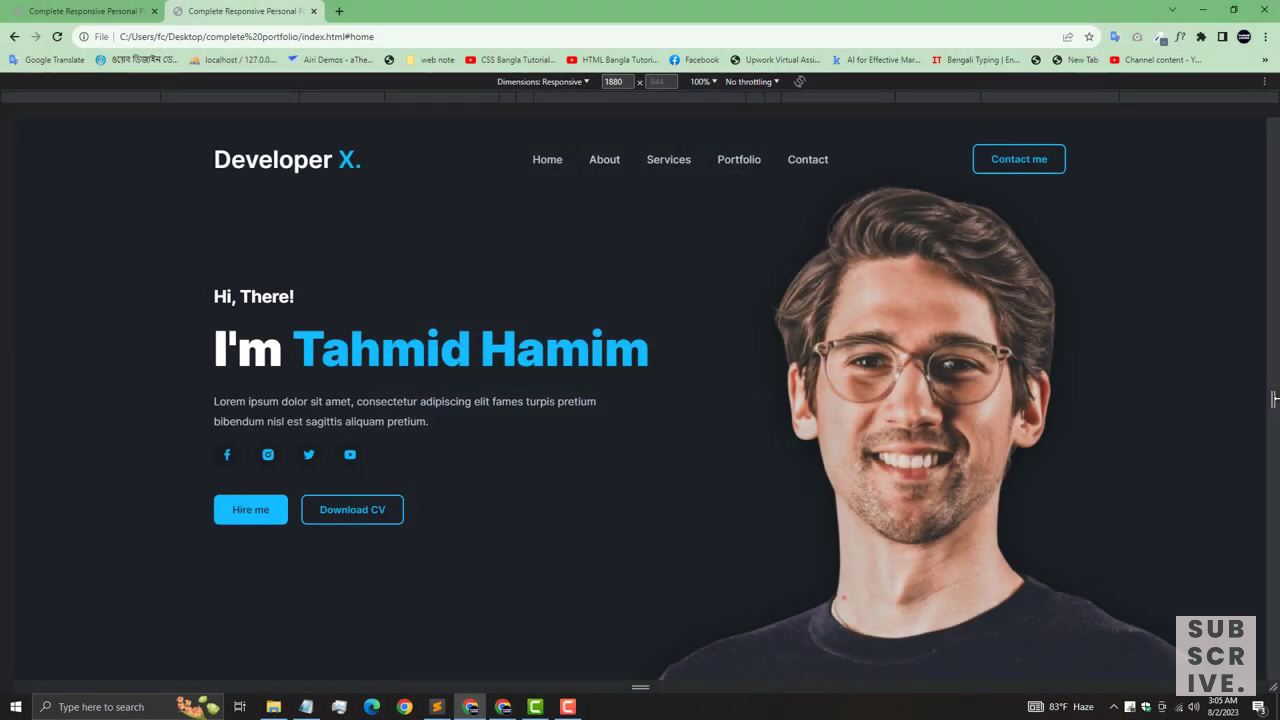 Complete Responsive Personal P
Complete Responsive Personal P
File
C:/Users/fc/Desktop/complete%20portfolio/index.html#home
Google Translate
ওয়েব ডিজাইন ডে...
localhost / 127.0.0...
Airi Demos - aThe...
web note
CSS Bangla Tutorial...
HTML Bangla Tutori...
Facebook
Upwork Virtual Assi...
AI for Effective Mar...
Bengali Typing | En...
New Tab
Channel content - Y...
»
Dimensions: Responsive
1880 × 844
100%
No throttling
Developer X.
Home
About
Services
Portfolio
Contact
Contact me
Hi, There!
I'm Tahmid Hamim
Lorem ipsum dolor sit amet, consectetur adipiscing elit fames turpis pretium
bibendum nisl est sagittis aliquam pretium.
Hire me
Download CV
SUB
SCR
IVE.
Type here to search
83°F Haze
3:05 AM
8/2/2023